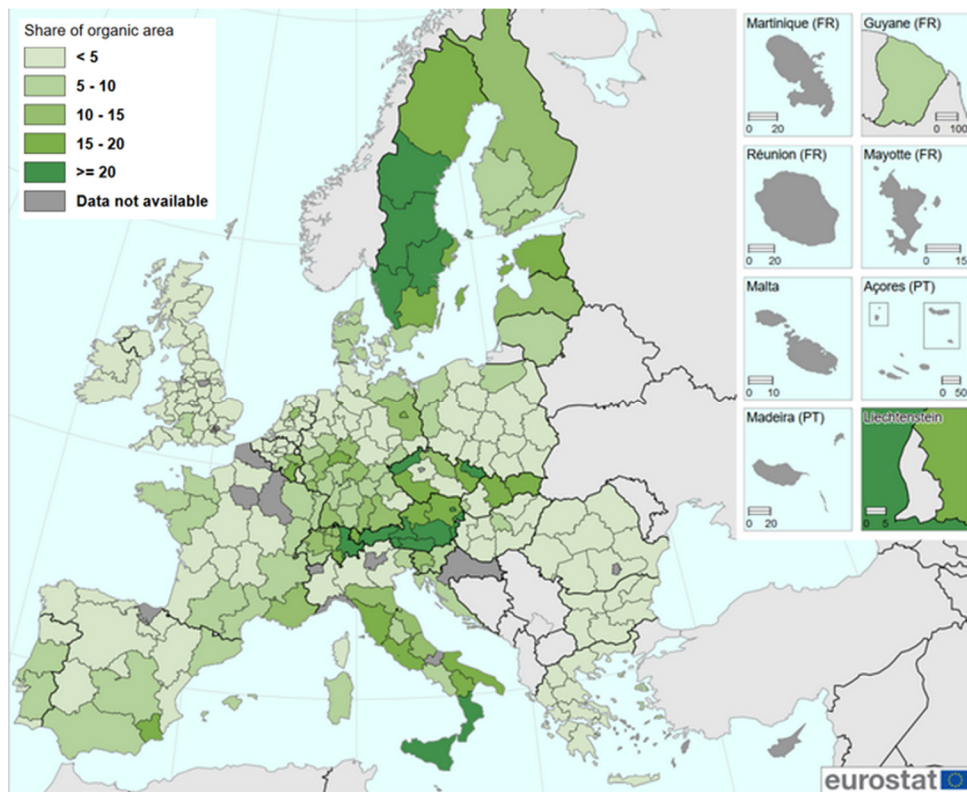 Share of organic area
< 5
5 - 10
10 - 15
15 - 20
>= 20
Data not available
Martinique (FR)
0 20
Guyane (FR)
0 100
Réunion (FR)
0 20
Mayotte (FR)
0 15
Malta
0 10
Açores (PT)
0 50
Madeira (PT)
0 20
Liechtenstein
0 5
eurostat